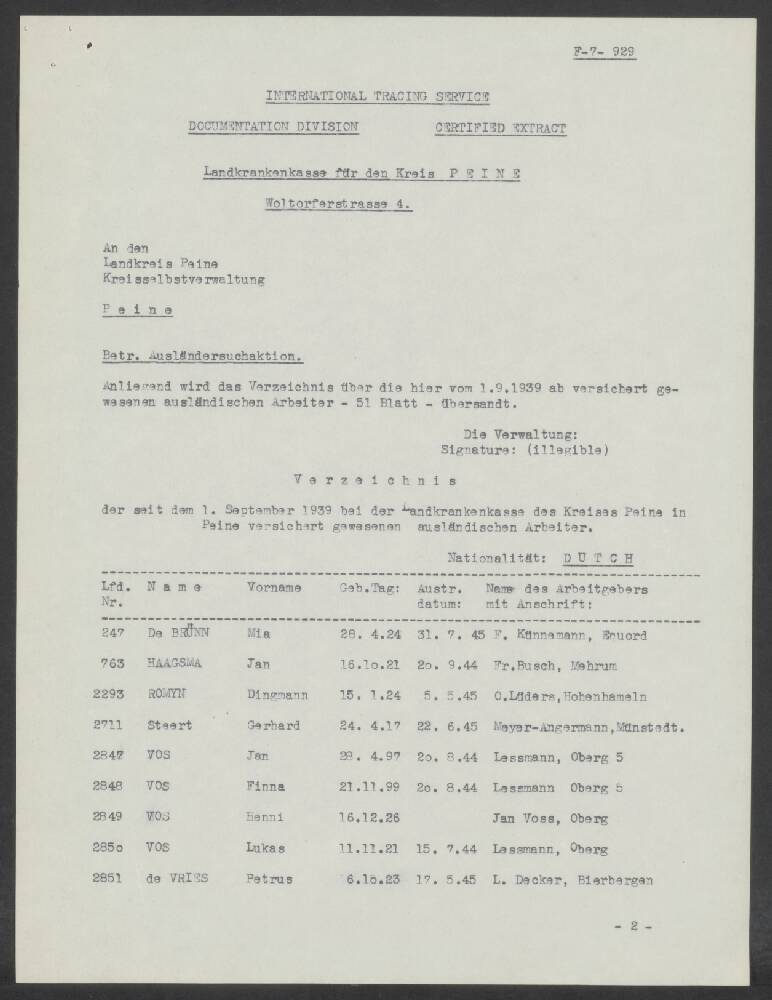 F-7- 929
INTERNATIONAL TRACING SERVICE
DOCUMENTATION DIVISION CERTIFIED EXTRACT
Landkrankenkasse für den Kreis P E I N E
Woltorferstrasse 4.
An den
Landkreis Peine
Kreisselbstverwaltung
P e i n e
Betr. Ausländersuchaktion.
Anliegend wird das Verzeichnis über die hier vom 1.9.1939 ab versichert ge-
wesenen ausländischen Arbeiter - 51 Blatt - übersandt.
Die Verwaltung:
Signature: (illegible)
V e r z e i c h n i s
der seit dem 1. September 1939 bei der Landkrankenkasse des Kreises Peine in
Peine versichert gewesenen ausländischen Arbeiter.
Nationalität: D U T C H
Lfd. N a m e Vorname Geb.Tag: Austr. Name des Arbeitgebers
Nr. datum: mit Anschrift:
247 De BRÜNN Mia 28. 4.24 31. 7. 45 F. Künnemann, Equord
763 HAAGSMA Jan 16.10.21 20. 9.44 Fr.Busch, Mehrum
2293 ROMYN Dingmann 15. 1.24 5. 5.45 O.Lüders,Hohenhameln
2711 Steert Gerhard 24. 4.17 22. 6.45 Meyer-Angermann,Münstedt.
2847 VOS Jan 28. 4.97 20. 8.44 Lessmann, Oberg 5
2848 VOS Finna 21.11.99 20. 8.44 Lessmann Oberg 5
2849 VOS Henni 16.12.26 Jan Voss, Oberg
2850 VOS Lukas 11.11.21 15. 7.44 Lessmann, Oberg
2851 de VRIES Petrus 6.10.23 17. 5.45 L. Decker, Bierbergen
- 2 -